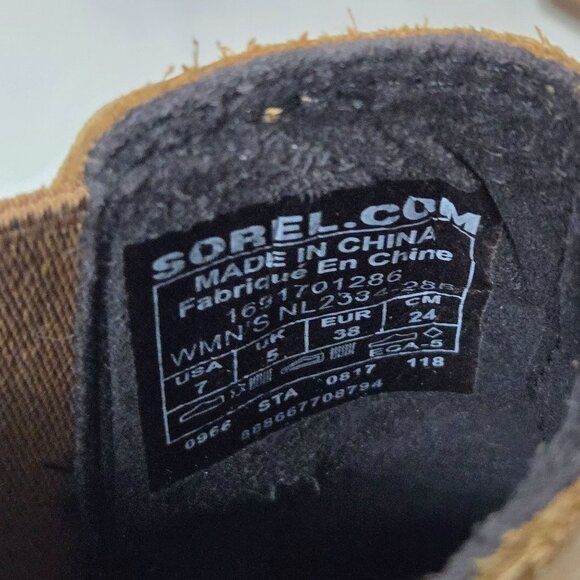 SOREL.COM
MADE IN CHINA
Fabriqué En Chine
1691701286
WMN'S NL2334-286
USA UK EUR CM
7 5 38 24
EGA-5
0966 STA 0817 118
888667708794